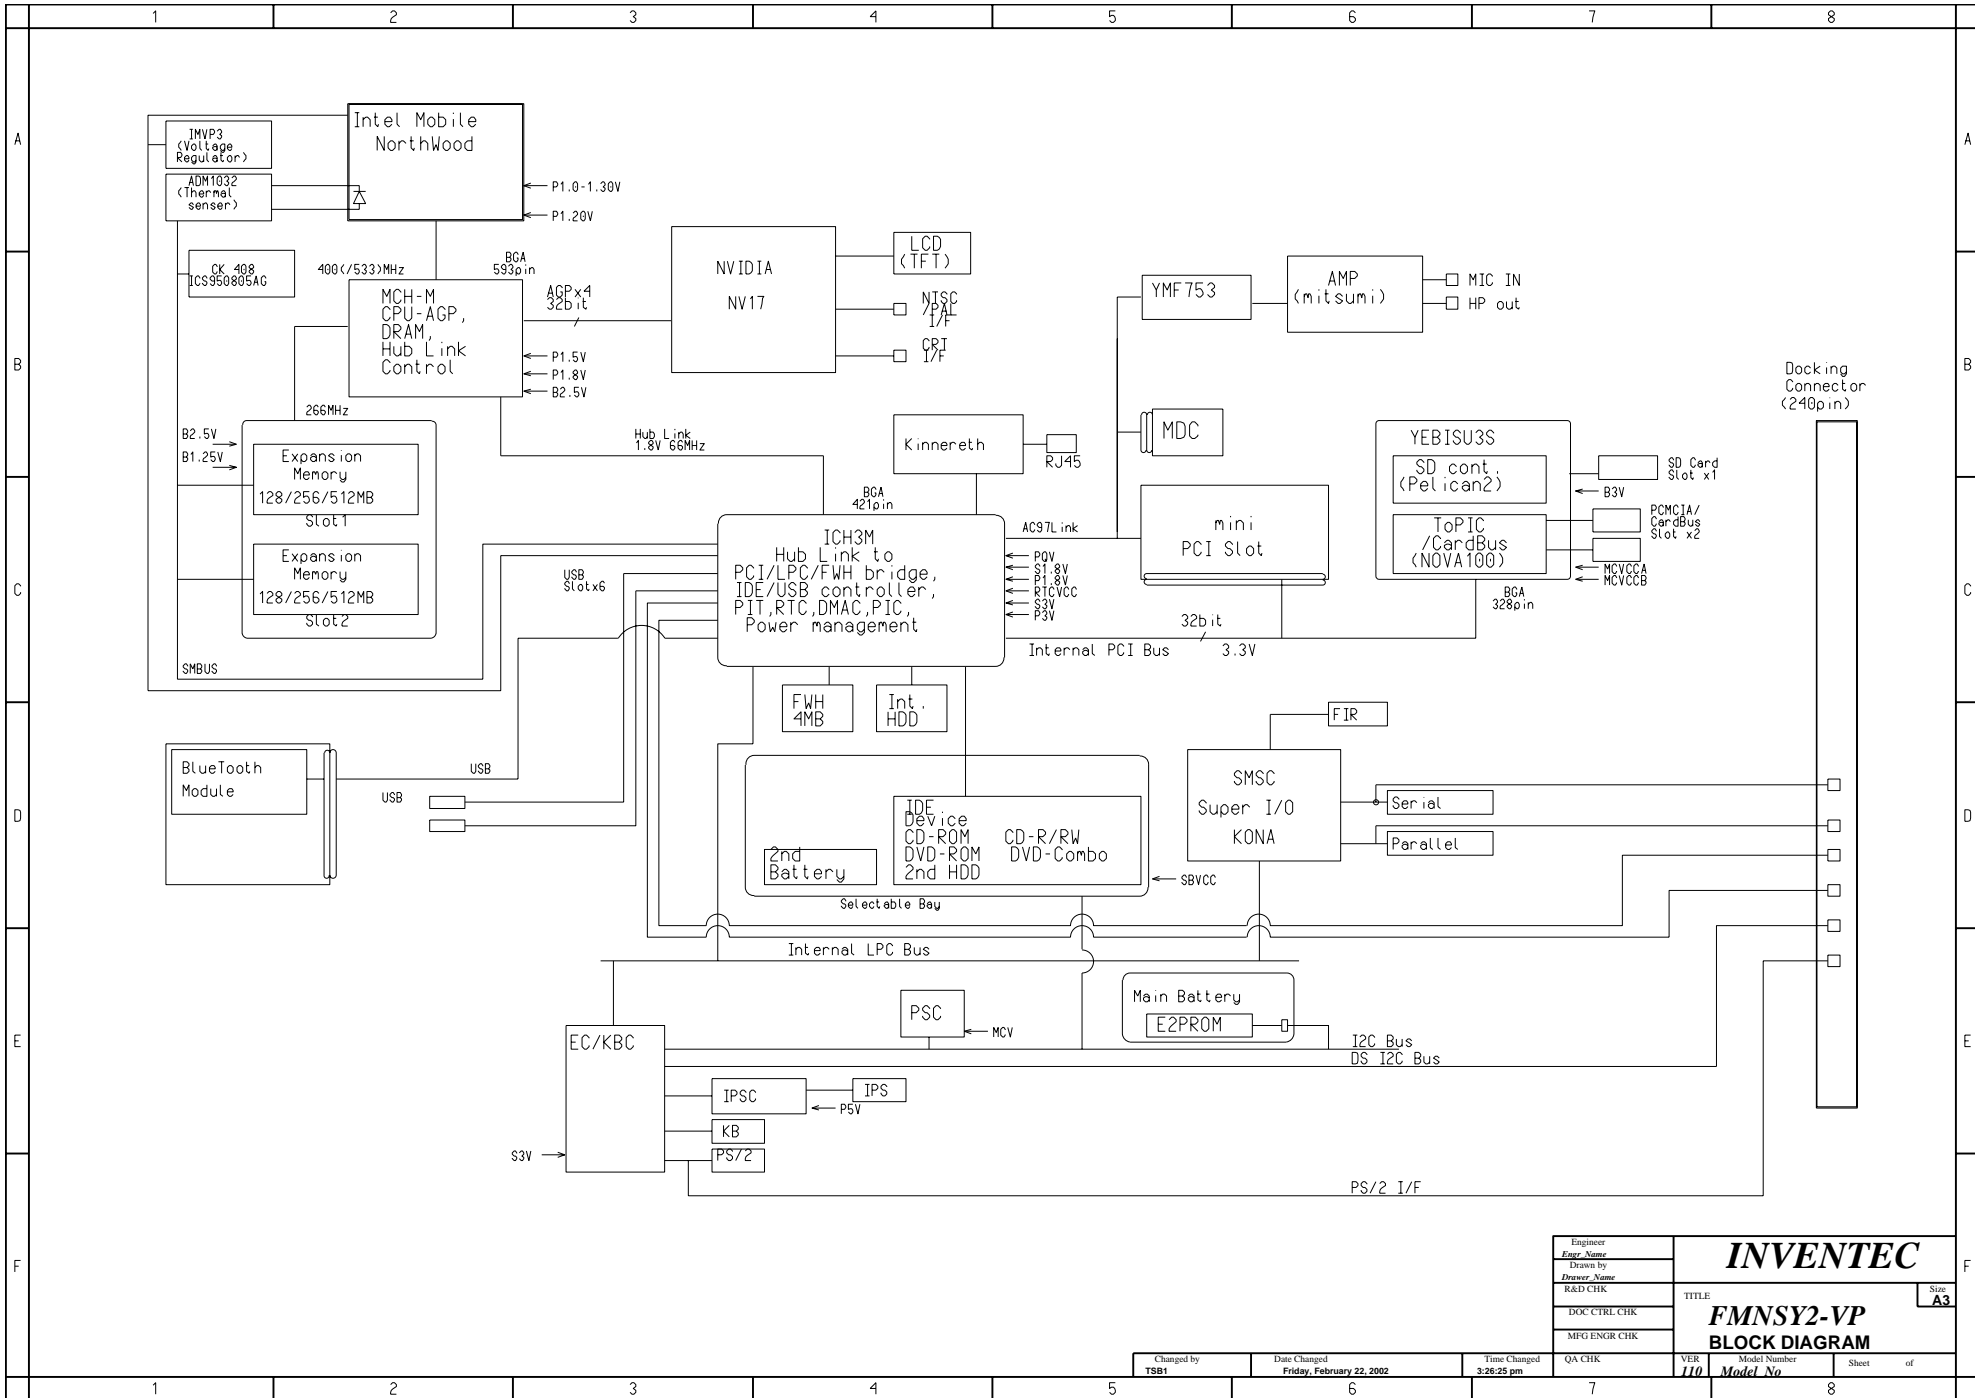 1 2 3 4 5 6 7 8
A
A
B
B
C
C
D
D
E
E
F
F
IMVP3
(Voltage
Regulator)
ADM1032
(Thermal
senser)
Intel Mobile
NorthWood
P1.0-1.30V
P1.20V
CK 408
ICS950805AG
400(/533)MHz
BGA
593pin
MCH-M
CPU-AGP,
DRAM,
Hub Link
Control
AGPx4
32bit
P1.5V
P1.8V
B2.5V
NVIDIA
NV17
LCD
(TFT)
NTSC
/PAL
I/F
CRT
I/F
YMF753
AMP
(mitsumi)
MIC IN
HP out
Docking
Connector
(240pin)
266MHz
B2.5V
B1.25V
Expansion
Memory
128/256/512MB
Slot1
Expansion
Memory
128/256/512MB
Slot2
SMBUS
Hub Link
1.8V 66MHz
Kinnereth
RJ45
MDC
BGA
421pin
AC97Link
mini
PCI Slot
YEBISU3S
SD cont.
(Pelican2)
ToPIC
/CardBus
(NOVA100)
SD Card
Slot x1
B3V
PCMCIA/
CardBus
Slot x2
MCVCCA
MCVCCB
BGA
328pin
ICH3M
Hub Link to
PCI/LPC/FWH bridge,
IDE/USB controller,
PIT,RTC,DMAC,PIC,
Power management
PQV
S1.8V
P1.8V
RTCVCC
S3V
P3V
USB
Slotx6
32bit
Internal PCI Bus 3.3V
FWH
4MB
Int.
HDD
FIR
BlueTooth
Module
USB
USB
IDE
Device
CD-ROM CD-R/RW
DVD-ROM DVD-Combo
2nd HDD
2nd
Battery
SBVCC
Selectable Bay
SMSC
Super I/O
KONA
Serial
Parallel
Internal LPC Bus
PSC
MCV
Main Battery
E2PROM
I2C Bus
DS I2C Bus
EC/KBC
IPSC
IPS
P5V
KB
PS/2
S3V
PS/2 I/F
Engineer
Engr_Name
Drawn by
Drawer_Name
R&D CHK
DOC CTRL CHK
MFG ENGR CHK
QA CHK
INVENTEC
TITLE
FMNSY2-VP
BLOCK DIAGRAM
Size
A3
Changed by
TSB1
Date Changed
Friday, February 22, 2002
Time Changed
3:26:25 pm
VER
110
Model Number
Model_No
Sheet of
1 2 3 4 5 6 7 8